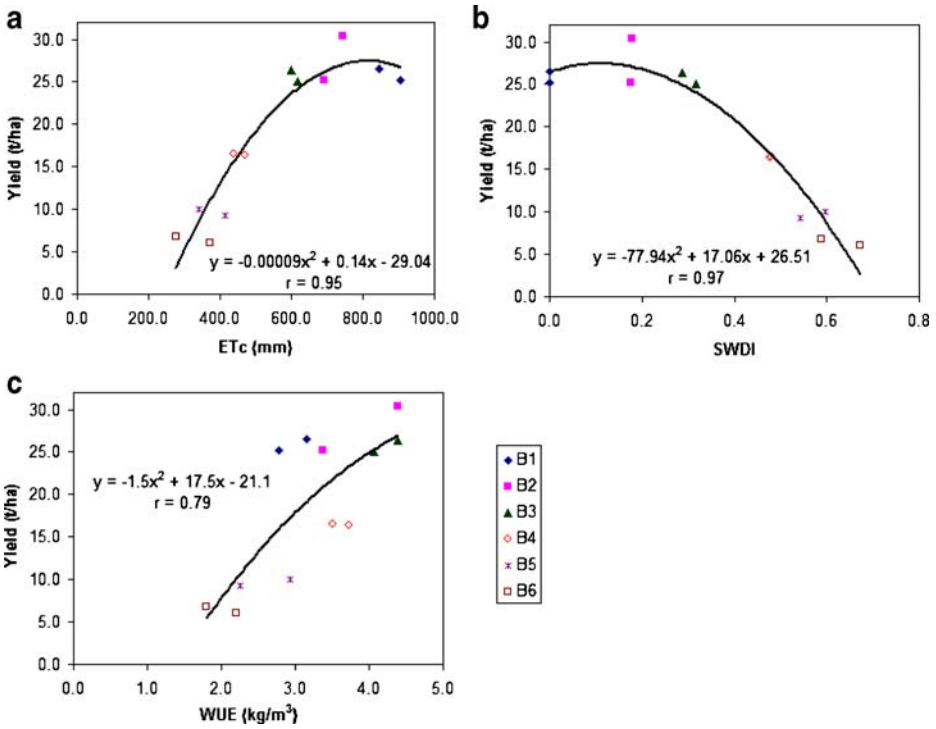 a
30.0
25.0
20.0
15.0
10.0
5.0
0.0
Yield (t/ha)
y = -0.00009x² + 0.14x - 29.04
r = 0.95
0.0 200.0 400.0 600.0 800.0 1000.0
ETc (mm)
b
30.0
25.0
20.0
15.0
10.0
5.0
0.0
Yield (t/ha)
y = -77.94x² + 17.06x + 26.51
r = 0.97
0.0 0.2 0.4 0.6 0.8
SWDI
c
30.0
25.0
20.0
15.0
10.0
5.0
0.0
Yield (t/ha)
y = -1.5x² + 17.5x - 21.1
r = 0.79
0.0 1.0 2.0 3.0 4.0 5.0
WUE (kg/m³)
B1
B2
B3
B4
B5
B6